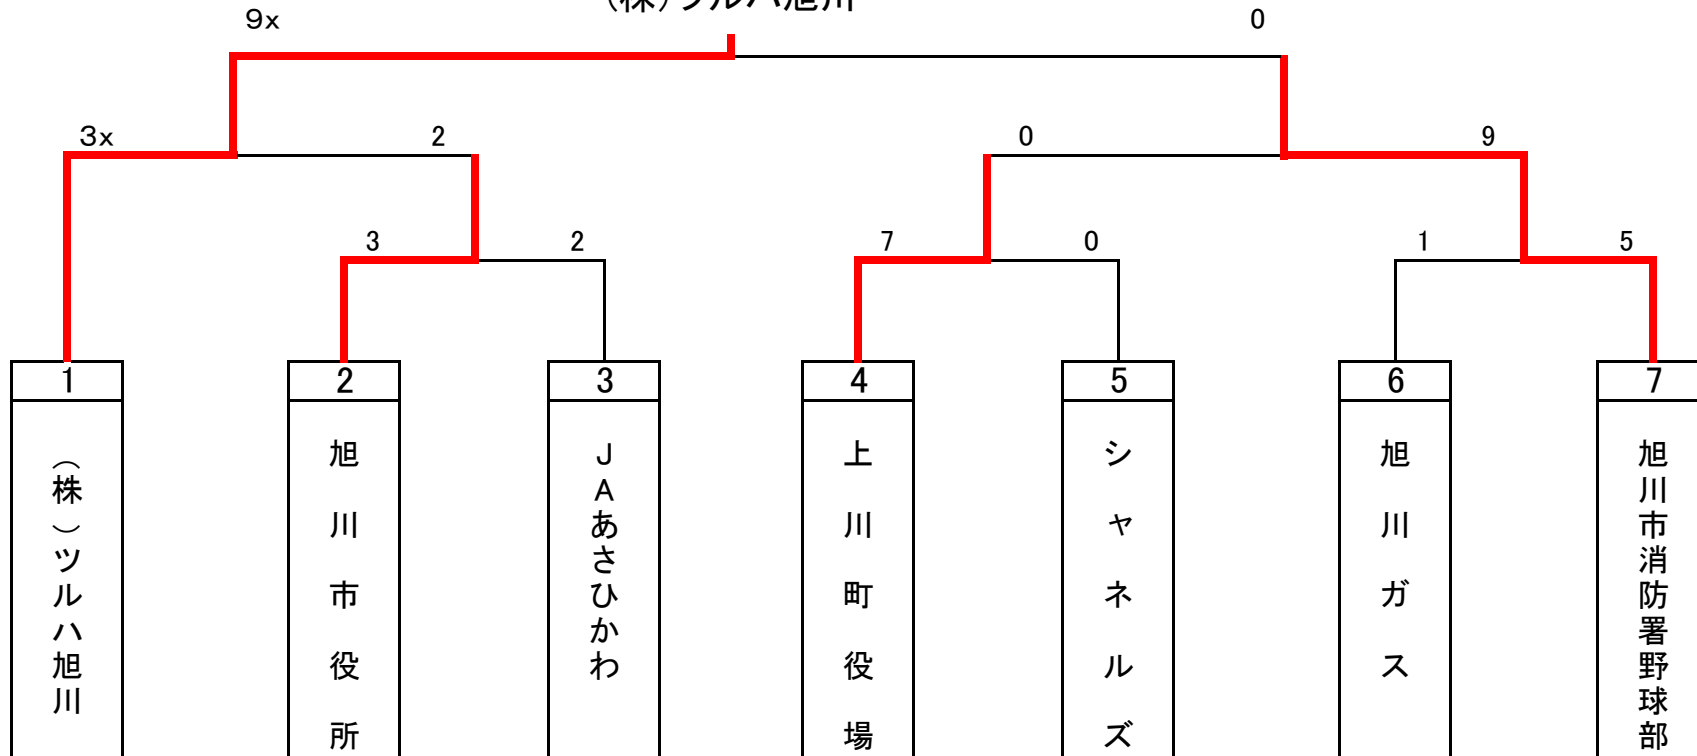 (株)ツルハ旭川
9x
0
3x
2
0
9
3
2
7
0
1
5
1
2
3
4
5
6
7
（株）ツルハ旭川
旭川市役所
JAあさひかわ
上川町役場
シャネルズ
旭川ガス
旭川市消防署野球部